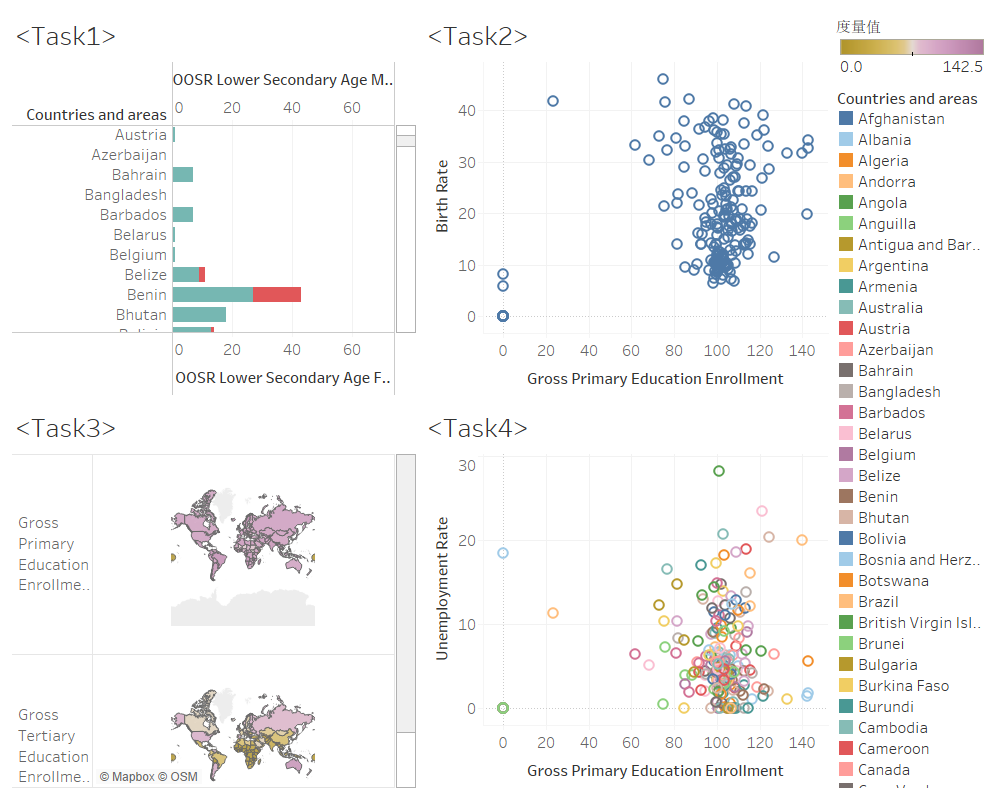 <Task1>
OOSR Lower Secondary Age M..
Countries and areas
0 20 40 60
Austria
Azerbaijan
Bahrain
Bangladesh
Barbados
Belarus
Belgium
Belize
Benin
Bhutan
Bolivia
0 20 40 60
OOSR Lower Secondary Age F..
<Task2>
Birth Rate
40
30
20
10
0
0 20 40 60 80 100 120 140
Gross Primary Education Enrollment
<Task3>
Gross
Primary
Education
Enrollme..
Gross
Tertiary
Education
Enrollme..
© Mapbox © OSM
<Task4>
Unemployment Rate
30
20
10
0
0 20 40 60 80 100 120 140
Gross Primary Education Enrollment
度量值
0.0 142.5
Countries and areas
Afghanistan
Albania
Algeria
Andorra
Angola
Anguilla
Antigua and Bar..
Argentina
Armenia
Australia
Austria
Azerbaijan
Bahrain
Bangladesh
Barbados
Belarus
Belgium
Belize
Benin
Bhutan
Bolivia
Bosnia and Herz..
Botswana
Brazil
British Virgin Isl..
Brunei
Bulgaria
Burkina Faso
Burundi
Cambodia
Cameroon
Canada